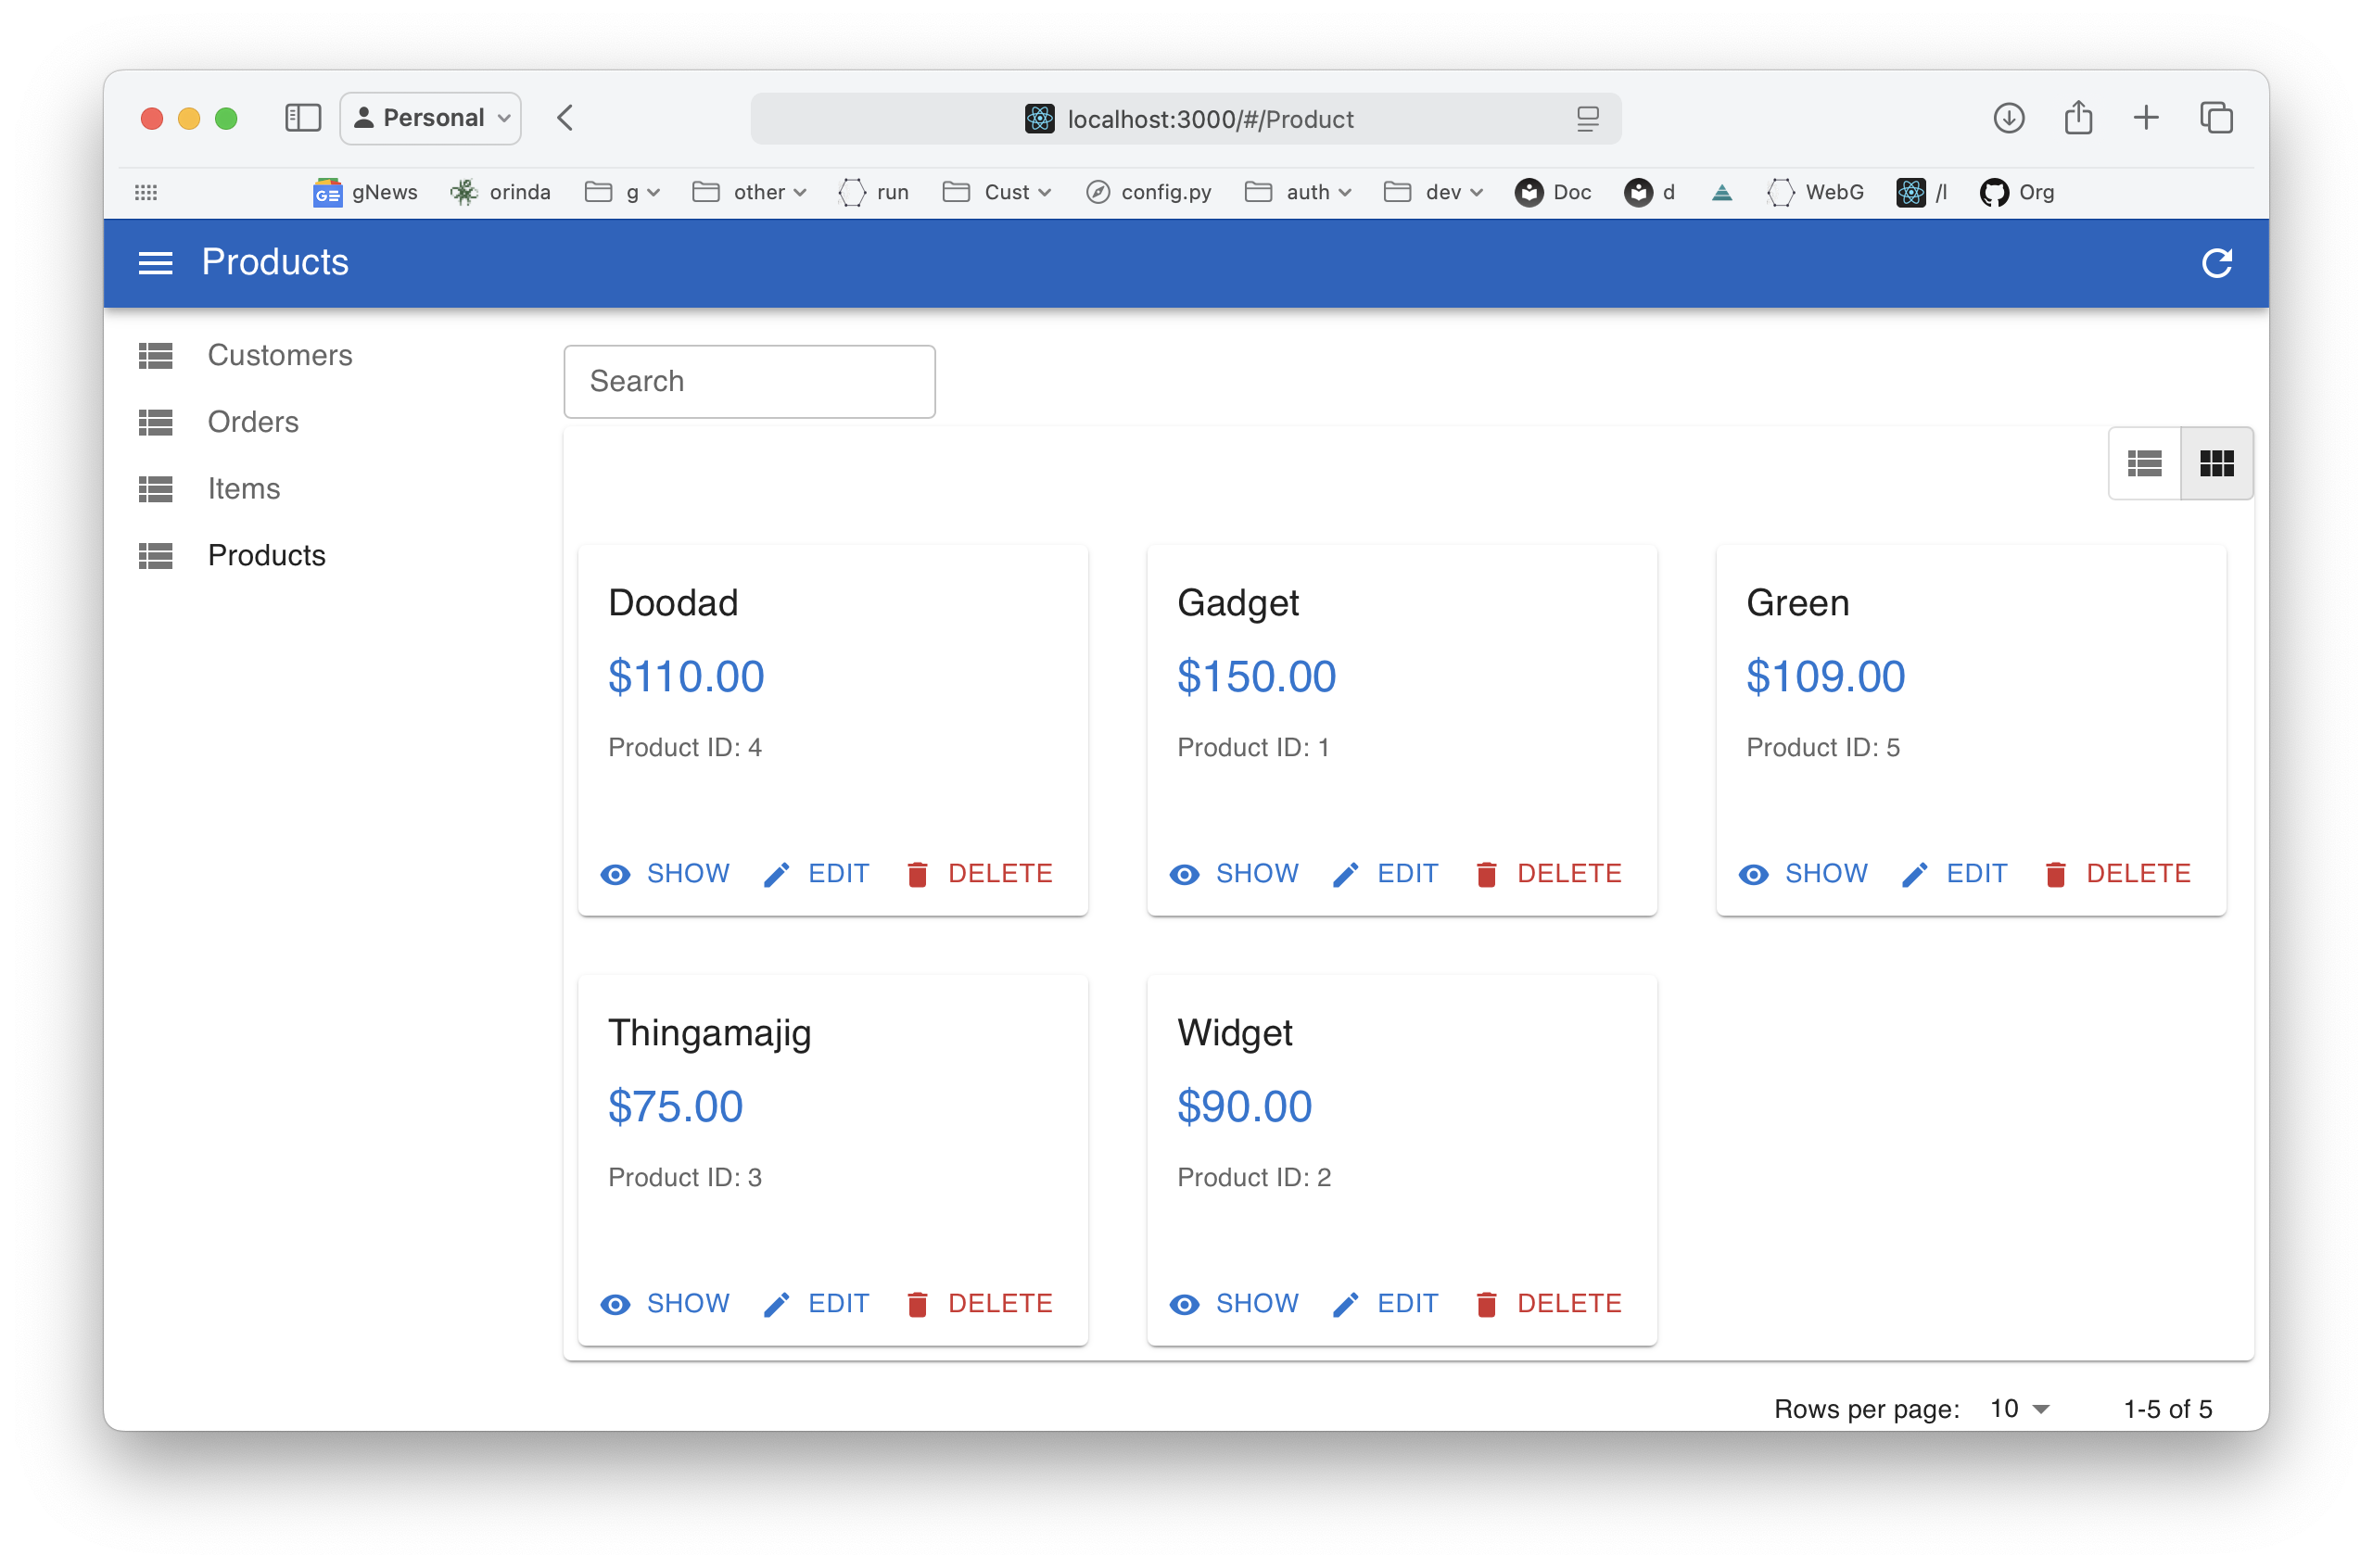 Personal
localhost:3000/#/Product
GE gNews orinda g other run Cust config.py auth dev Doc d WebG /l Org
Products
Customers
Orders
Items
Products
Search
Doodad
$110.00
Product ID: 4
SHOW EDIT DELETE
Gadget
$150.00
Product ID: 1
SHOW EDIT DELETE
Green
$109.00
Product ID: 5
SHOW EDIT DELETE
Thingamajig
$75.00
Product ID: 3
SHOW EDIT DELETE
Widget
$90.00
Product ID: 2
SHOW EDIT DELETE
Rows per page: 10 1-5 of 5